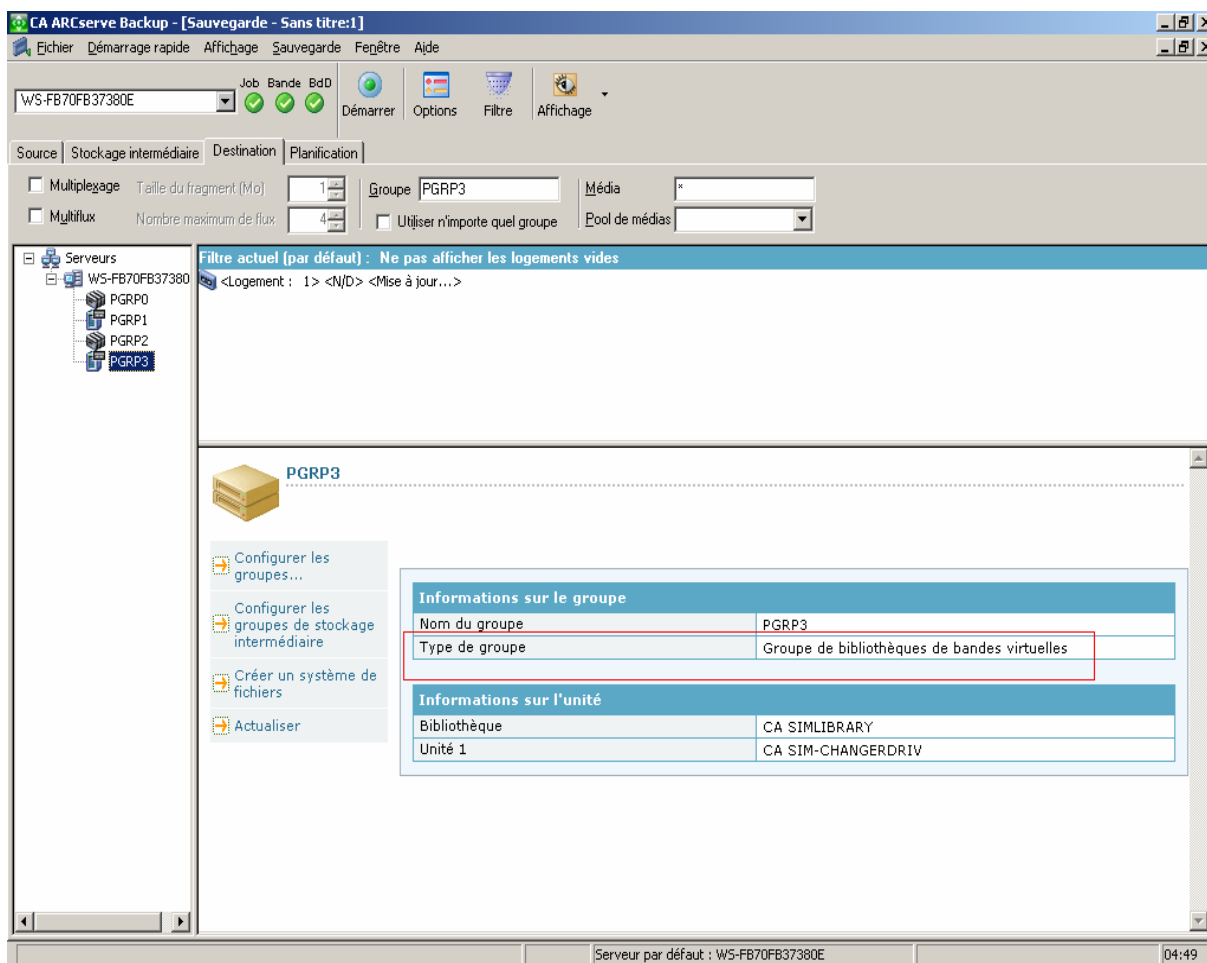 CA ARCserve Backup - [Sauvegarde - Sans titre:1]
Fichier Démarrage rapide Affichage Sauvegarde Fenêtre Aide
Job Bande BdD
WS-FB70FB37380E
Démarrer Options Filtre Affichage
Source Stockage intermédiaire Destination Planification
Multiplexage Taille du fragment (Mo) 1 Groupe PGRP3 Média *
Multiflux Nombre maximum de flux 4 Utiliser n'importe quel groupe Pool de médias
Serveurs
WS-FB70FB37380
PGRP0
PGRP1
PGRP2
PGRP3
Filtre actuel (par défaut) : Ne pas afficher les logements vides
<Logement : 1> <N/D> <Mise à jour...>
PGRP3
Configurer les
groupes...
Configurer les
groupes de stockage
intermédiaire
Créer un système de
fichiers
Actualiser
Informations sur le groupe
Nom du groupe PGRP3
Type de groupe Groupe de bibliothèques de bandes virtuelles
Informations sur l'unité
Bibliothèque CA SIMLIBRARY
Unité 1 CA SIM-CHANGERDRIV
Serveur par défaut : WS-FB70FB37380E 04:49